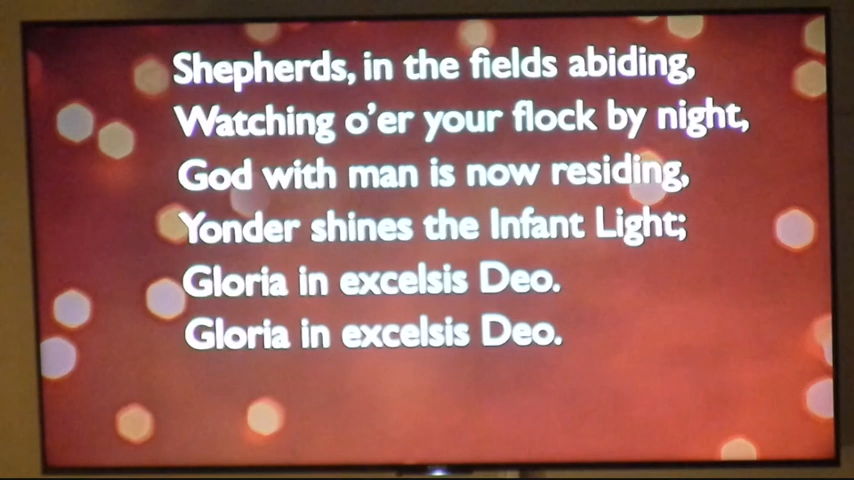 Shepherds, in the fields abiding,
Watching o'er your flock by night,
God with man is now residing,
Yonder shines the Infant Light;
Gloria in excelsis Deo.
Gloria in excelsis Deo.